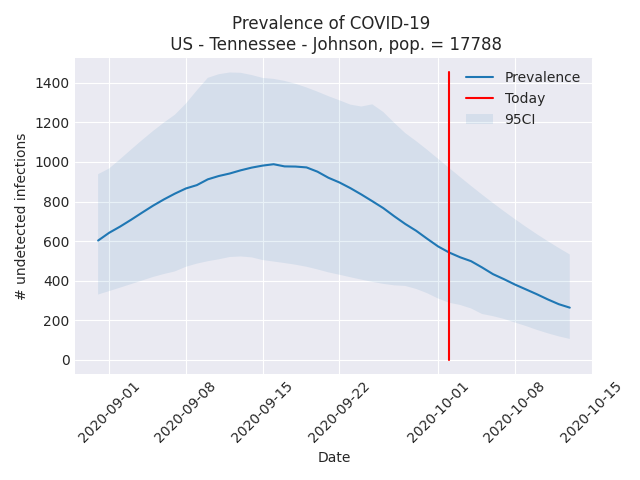 Prevalence of COVID-19
US - Tennessee - Johnson, pop. = 17788
Prevalence
Today
95CI
# undetected infections
1400
1200
1000
800
600
400
200
0
2020-09-01
2020-09-08
2020-09-15
2020-09-22
2020-10-01
2020-10-08
2020-10-15
Date